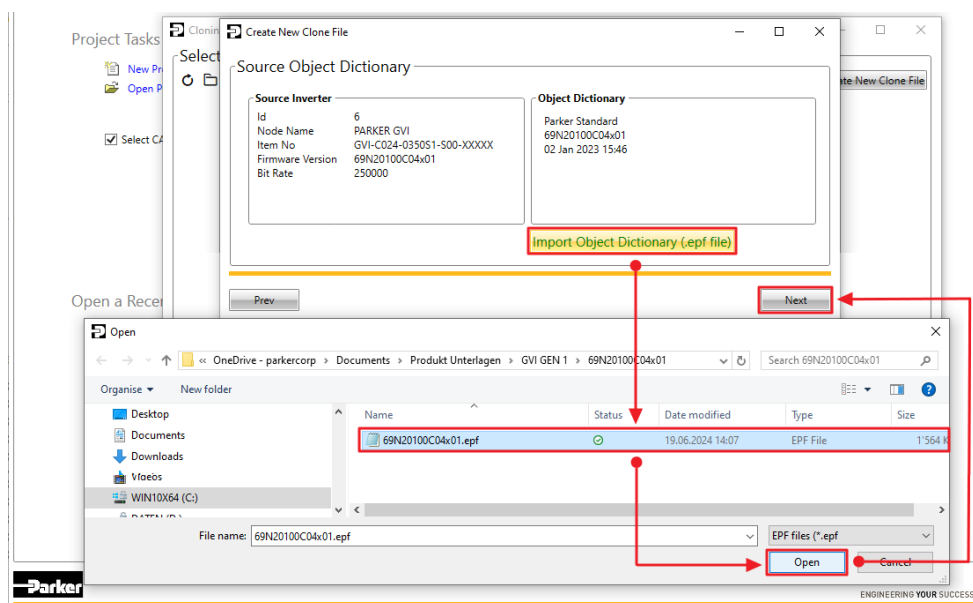 Project Tasks
New Pr
Open P
Select CA
Open a Recer
Clonin
Select
ate New Clone File
Create New Clone File
Source Object Dictionary
Source Inverter
Id 6
Node Name PARKER GVI
Item No GVI-C024-0350S1-S00-XXXXX
Firmware Version 69N20100C04x01
Bit Rate 250000
Object Dictionary
Parker Standard
69N20100C04x01
02 Jan 2023 15:46
Import Object Dictionary (.epf file)
Prev
Next
Open
« OneDrive - parkercorp > Documents > Produkt Unterlagen > GVI GEN 1 > 69N20100C04x01
Search 69N20100C04x01
Organise
New folder
Desktop
Documents
Downloads
Videos
WIN10X64 (C:)
DATEN (D:)
Name Status Date modified Type Size
69N20100C04x01.epf 19.06.2024 14:07 EPF File 1'564 K
File name: 69N20100C04x01.epf
EPF files (*.epf
Open
Cancel
Parker
ENGINEERING YOUR SUCCESS